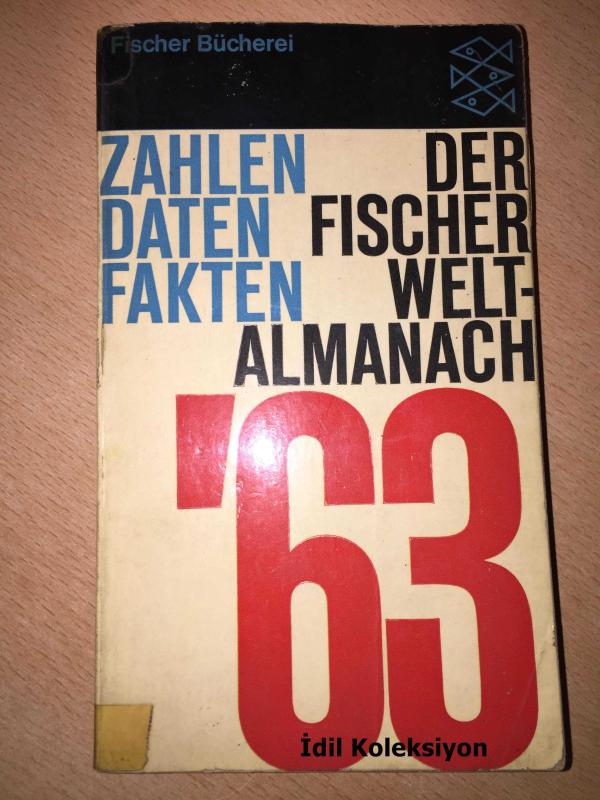 Fischer Bücherei
ZAHLEN
DATEN
FAKTEN
DER
FISCHER
WELT-
ALMANACH
'63
İdil Koleksiyon